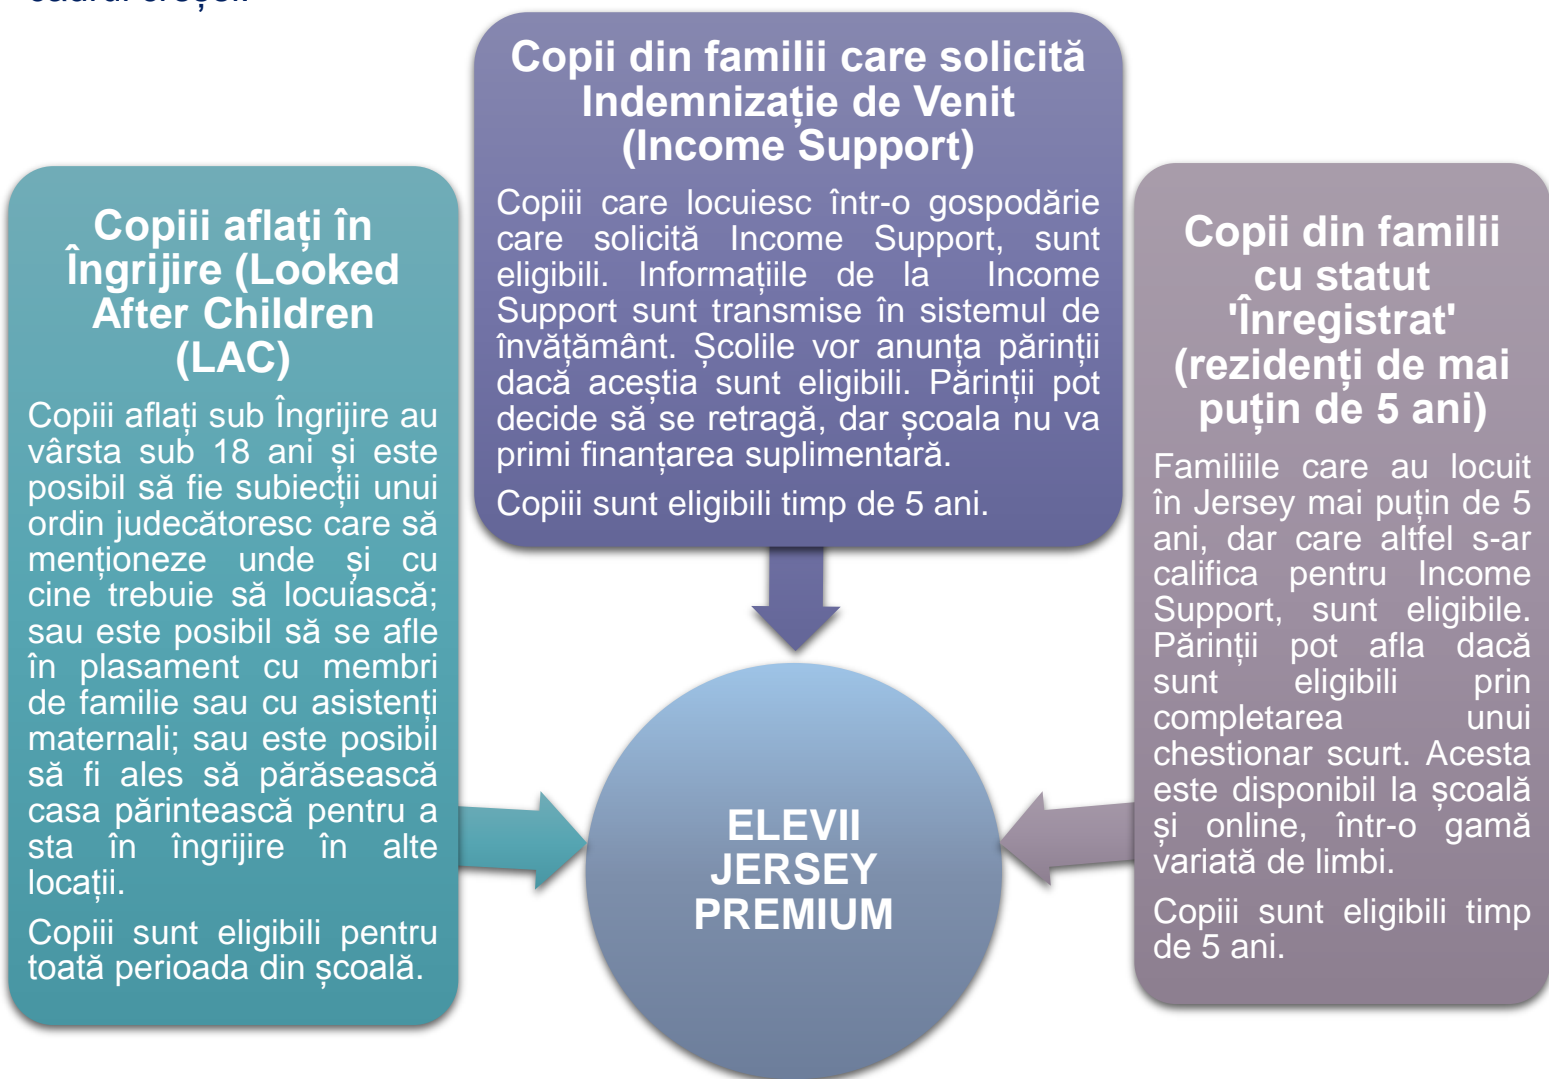 Copii din familii care solicită
Indemnizație de Venit
(Income Support)
Copiii care locuiesc într-o gospodărie
care solicită Income Support, sunt
eligibili. Informațiile de la Income
Support sunt transmise în sistemul de
învățământ. Școlile vor anunța părinții
dacă aceștia sunt eligibili. Părinții pot
decide să se retragă, dar școala nu va
primi finanțarea suplimentară.
Copiii sunt eligibili timp de 5 ani.
Copiii aflați în
Îngrijire (Looked
After Children
(LAC)
Copiii aflați sub Îngrijire au
vârsta sub 18 ani și este
posibil să fie subiecții unui
ordin judecătoresc care să
menționeze unde și cu
cine trebuie să locuiască;
sau este posibil să se afle
în plasament cu membri
de familie sau cu asistenți
maternali; sau este posibil
să fi ales să părăsească
casa părintească pentru a
sta în îngrijire în alte
locații.
Copiii sunt eligibili pentru
toată perioada din școală.
Copii din familii
cu statut
'Înregistrat'
(rezidenți de mai
puțin de 5 ani)
Familiile care au locuit
în Jersey mai puțin de 5
ani, dar care altfel s-ar
califica pentru Income
Support, sunt eligibile.
Părinții pot afla dacă
sunt eligibili prin
completarea unui
chestionar scurt. Acesta
este disponibil la școală
și online, într-o gamă
variată de limbi.
Copiii sunt eligibili timp
de 5 ani.
ELEVII
JERSEY
PREMIUM